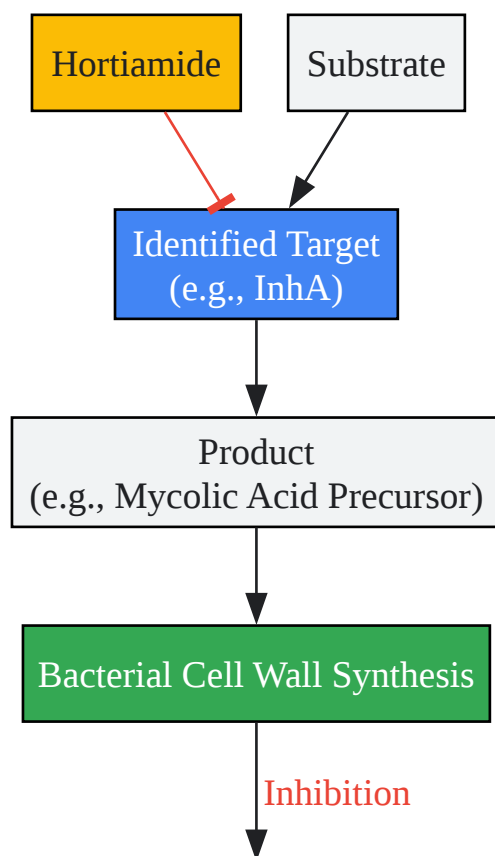 Hortiamide
Substrate
Identified Target
(e.g., InhA)
Product
(e.g., Mycolic Acid Precursor)
Bacterial Cell Wall Synthesis
Inhibition